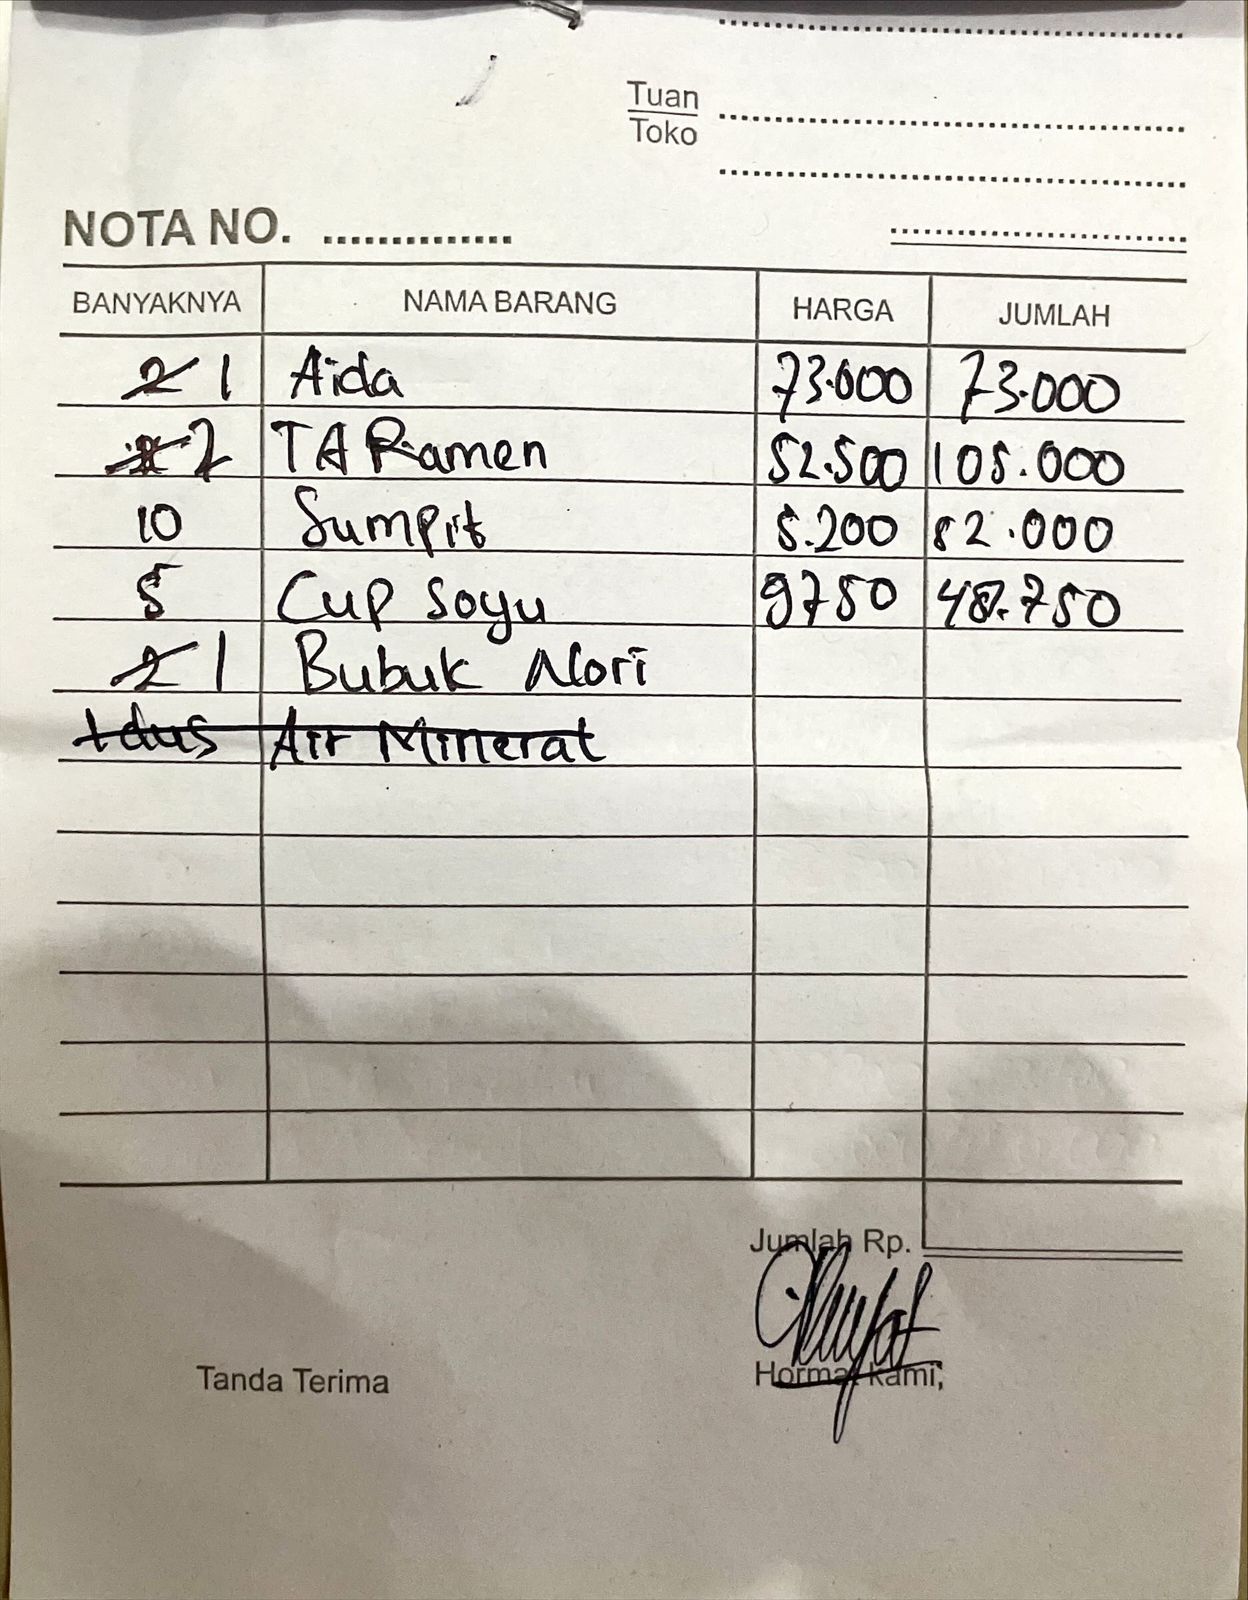 Tuan
Toko
NOTA NO.
BANYAKNYA NAMA BARANG HARGA JUMLAH
2 1 Aida 73.000 73.000
2 TA Ramen 52.500 105.000
10 Sumpit 8.200 82.000
5 Cup soyu 9750 48.750
2 1 Bubuk Nori
1 dus Air Mineral
Jumlah Rp.
Tanda Terima Hormat kami,